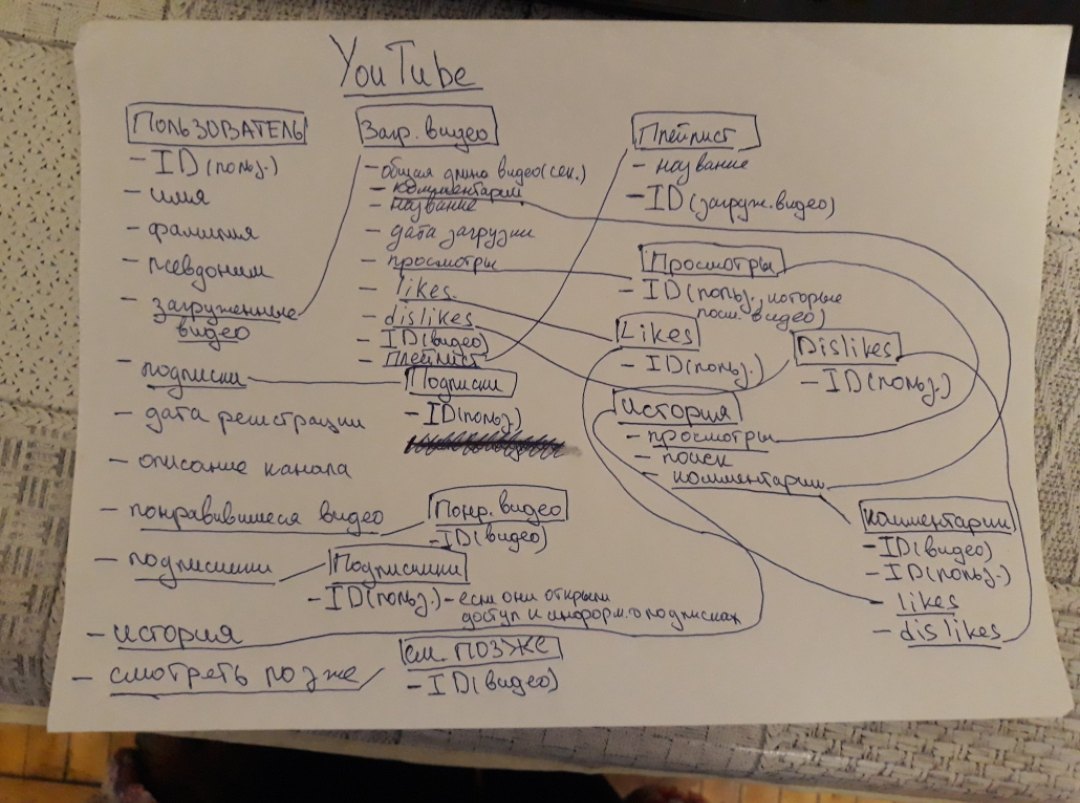 YouTube
Пользователь
- ID (польз.)
- имя
- фамилия
- псевдоним
- загруженные
видео
- подписки
- дата регистрации
- описание канала
- понравившиеся видео
- подписчики
- история
- смотреть позже
Загр. видео
- общая длина видео (сек.)
- комментарии
- название
- дата загрузки
- просмотры
- likes
- dislikes
- ID (видео)
- Плейлист
Подписки
- ID (польз)
Понр. видео
- ID (видео)
Подписчики
- ID (польз.) - если они открыли
доступ к информ. о подписках
см. позже
- ID (видео)
Плейлист
- название
- ID (загруж. видео)
Просмотры
- ID (польз., которые
посм. видео)
Likes
- ID (польз.)
Dislikes
- ID (польз.)
История
- просмотры
- поиск
- комментарии
Комментарии
- ID (видео)
- ID (польз.)
- likes
- dislikes